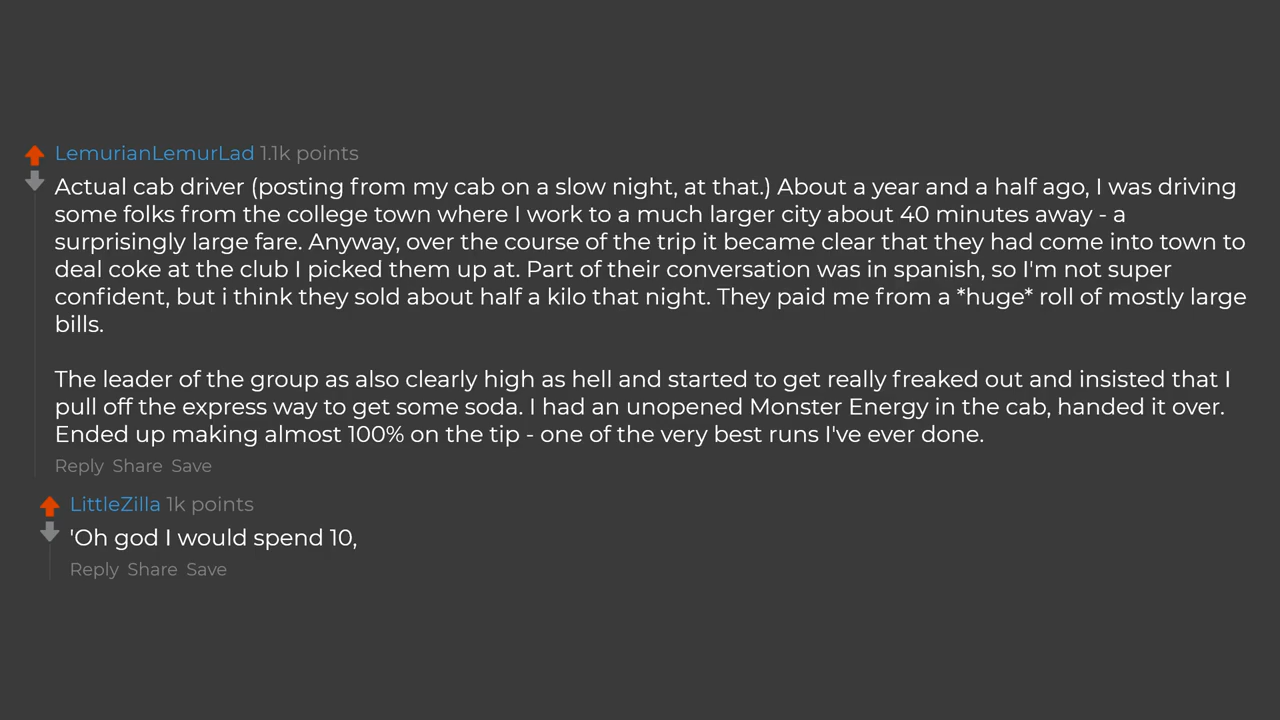 LemurianLemurLad 1.1k points
Actual cab driver (posting from my cab on a slow night, at that.) About a year and a half ago, I was driving
some folks from the college town where I work to a much larger city about 40 minutes away - a
surprisingly large fare. Anyway, over the course of the trip it became clear that they had come into town to
deal coke at the club I picked them up at. Part of their conversation was in spanish, so I'm not super
confident, but i think they sold about half a kilo that night. They paid me from a *huge* roll of mostly large
bills.
The leader of the group as also clearly high as hell and started to get really freaked out and insisted that I
pull off the express way to get some soda. I had an unopened Monster Energy in the cab, handed it over.
Ended up making almost 100% on the tip - one of the very best runs I've ever done.
Reply Share Save
LittleZilla 1k points
'Oh god I would spend 10,
Reply Share Save